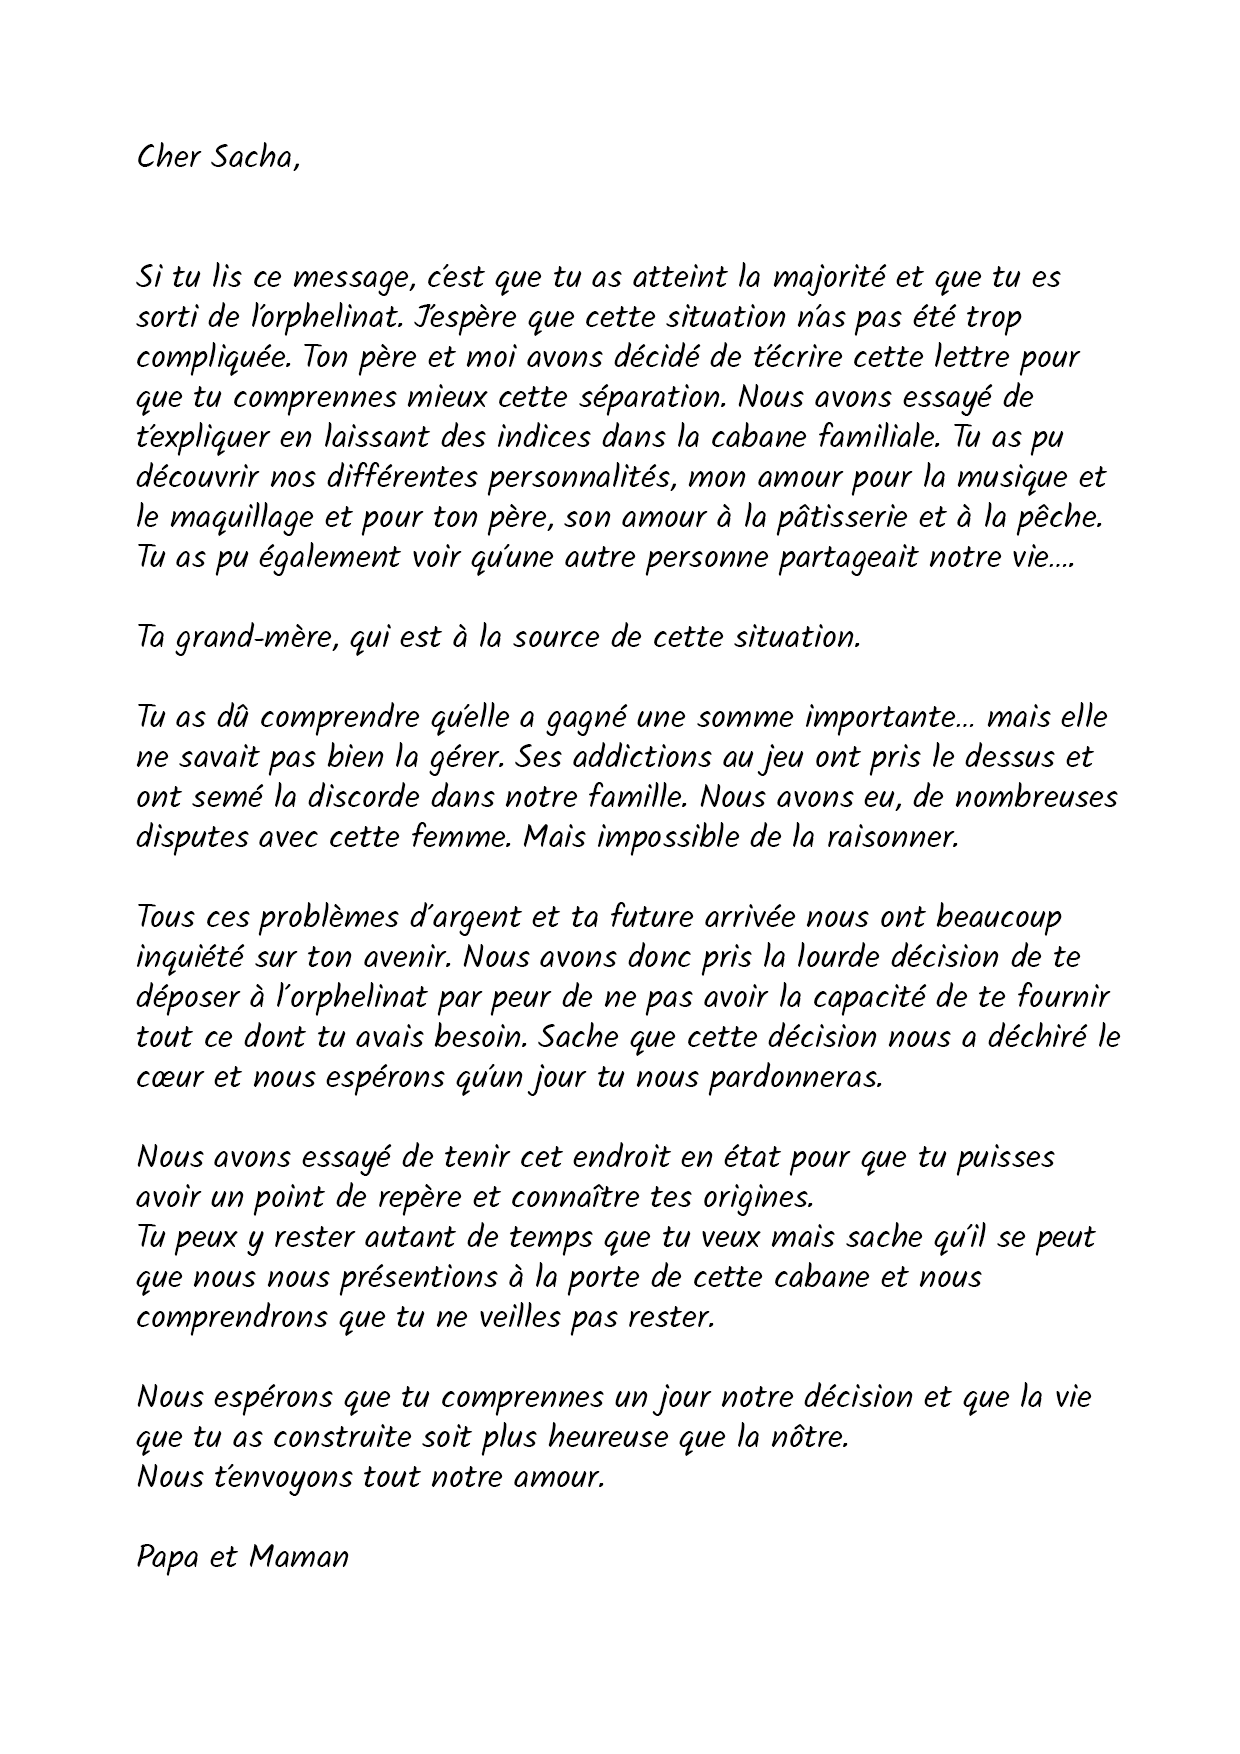 Cher Sacha,
Si tu lis ce message, c'est que tu as atteint la majorité et que tu es
sorti de l'orphelinat. J'espère que cette situation n'as pas été trop
compliquée. Ton père et moi avons décidé de t'écrire cette lettre pour
que tu comprennes mieux cette séparation. Nous avons essayé de
t'expliquer en laissant des indices dans la cabane familiale. Tu as pu
découvrir nos différentes personnalités, mon amour pour la musique et
le maquillage et pour ton père, son amour à la pâtisserie et à la pêche.
Tu as pu également voir qu'une autre personne partageait notre vie....
Ta grand-mère, qui est à la source de cette situation.
Tu as dû comprendre qu'elle a gagné une somme importante... mais elle
ne savait pas bien la gérer. Ses addictions au jeu ont pris le dessus et
ont semé la discorde dans notre famille. Nous avons eu, de nombreuses
disputes avec cette femme. Mais impossible de la raisonner.
Tous ces problèmes d'argent et ta future arrivée nous ont beaucoup
inquiété sur ton avenir. Nous avons donc pris la lourde décision de te
déposer à l'orphelinat par peur de ne pas avoir la capacité de te fournir
tout ce dont tu avais besoin. Sache que cette décision nous a déchiré le
cœur et nous espérons qu'un jour tu nous pardonneras.
Nous avons essayé de tenir cet endroit en état pour que tu puisses
avoir un point de repère et connaître tes origines.
Tu peux y rester autant de temps que tu veux mais sache qu'il se peut
que nous nous présentions à la porte de cette cabane et nous
comprendrons que tu ne veilles pas rester.
Nous espérons que tu comprennes un jour notre décision et que la vie
que tu as construite soit plus heureuse que la nôtre.
Nous t'envoyons tout notre amour.
Papa et Maman